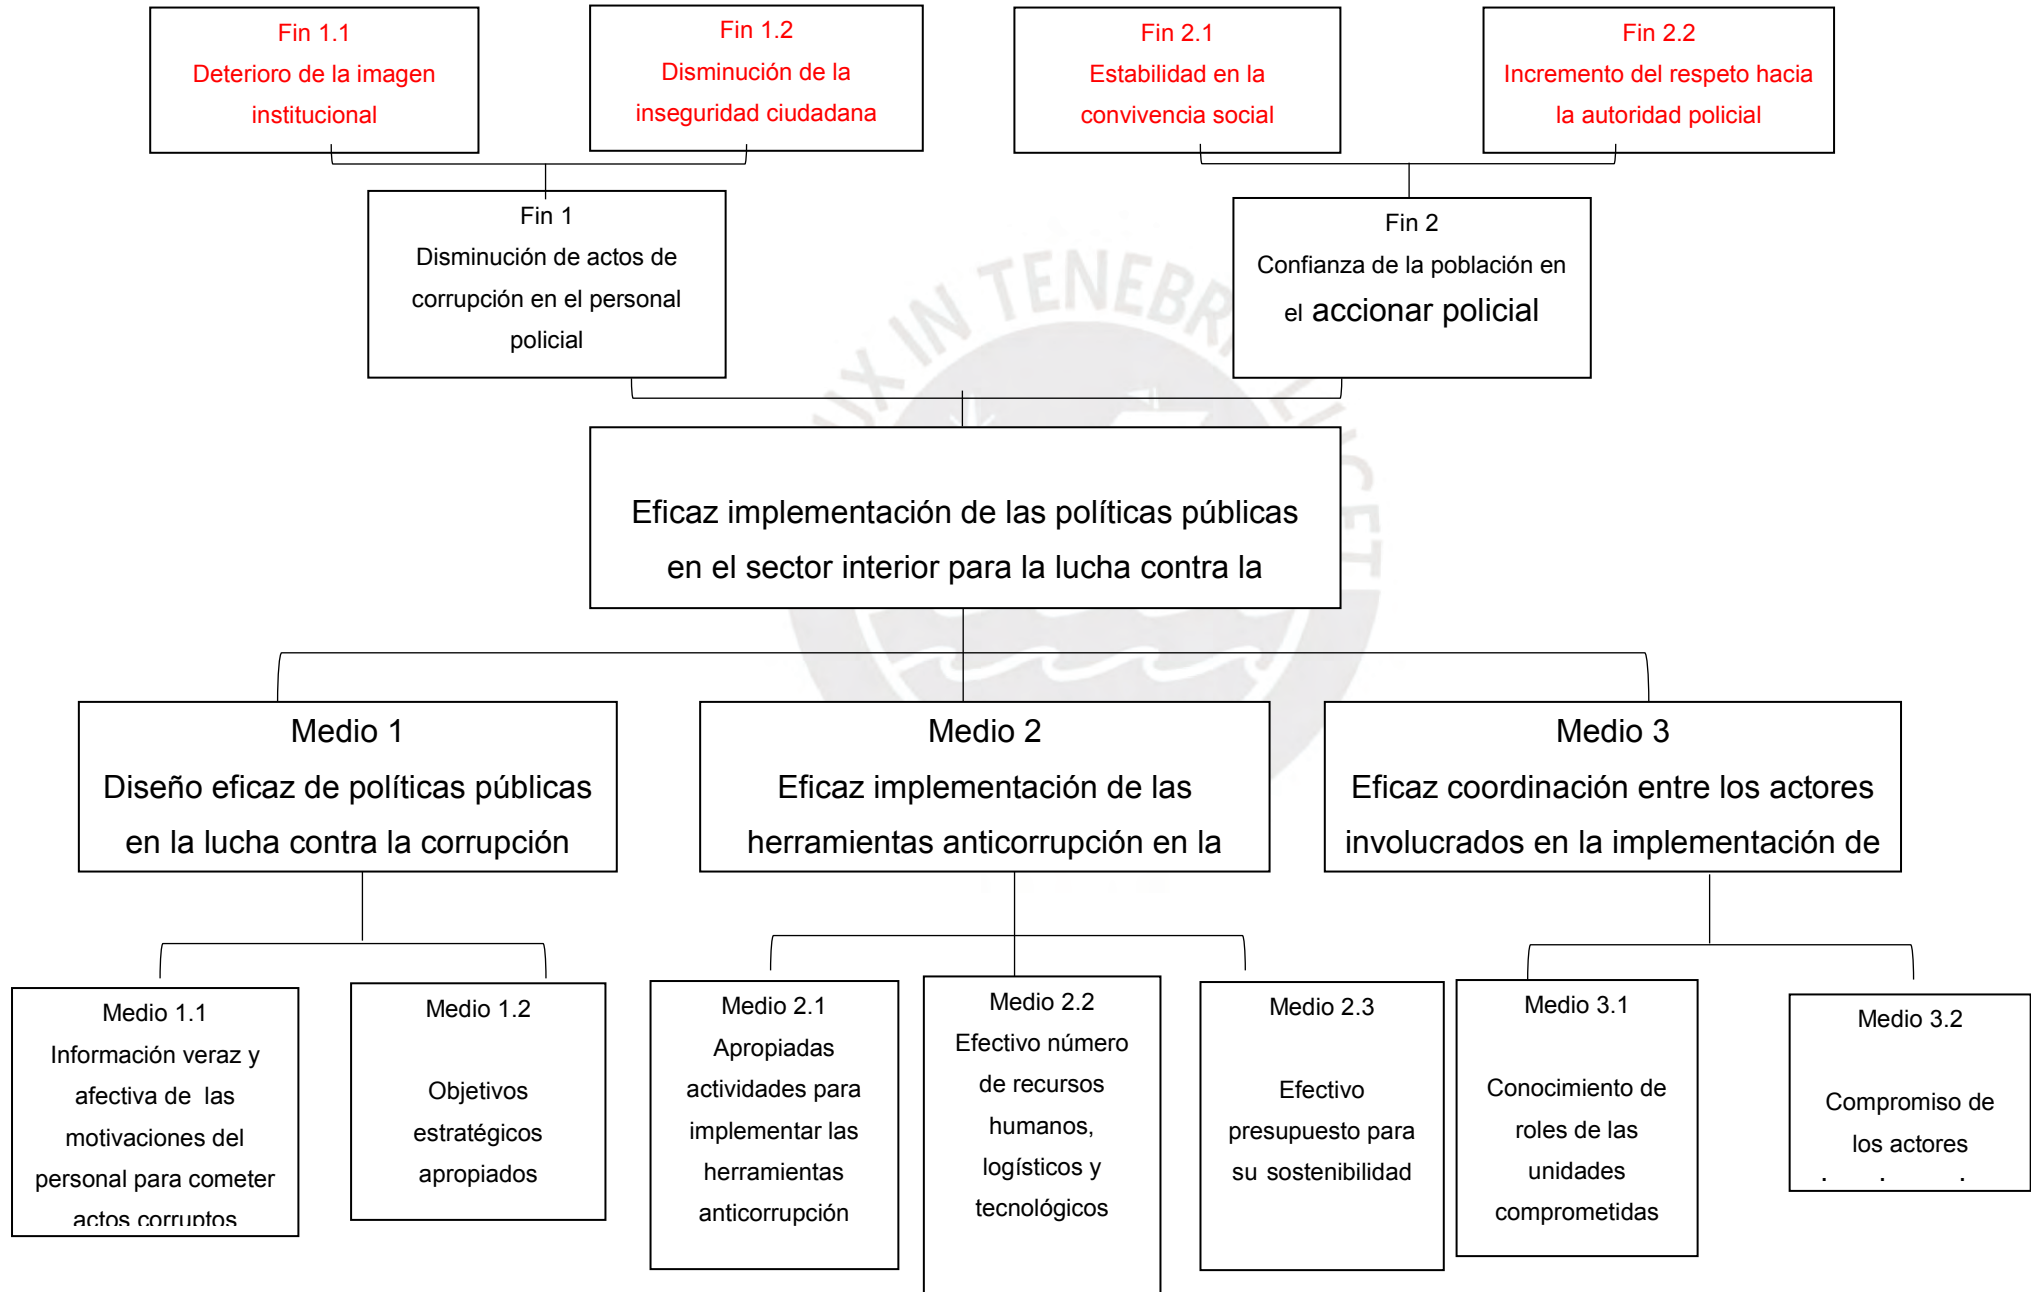 Fin 1.1
Deterioro de la imagen
institucional
Fin 1.2
Disminución de la
inseguridad ciudadana
Fin 2.1
Estabilidad en la
convivencia social
Fin 2.2
Incremento del respeto hacia
la autoridad policial
Fin 1
Disminución de actos de
corrupción en el personal
policial
Fin 2
Confianza de la población en
el accionar policial
IN TENEBR
Eficaz implementación de las políticas públicas
en el sector interior para la lucha contra la
Medio 1
Diseño eficaz de políticas públicas
en la lucha contra la corrupción
Medio 2
Eficaz implementación de las
herramientas anticorrupción en la
Medio 3
Eficaz coordinación entre los actores
involucrados en la implementación de
Medio 1.1
Información veraz y
afectiva de las
motivaciones del
personal para cometer
actos corruptos
Medio 1.2
Objetivos
estratégicos
apropiados
Medio 2.1
Apropiadas
actividades para
implementar las
herramientas
anticorrupción
Medio 2.2
Efectivo número
de recursos
humanos,
logísticos y
tecnológicos
Medio 2.3
Efectivo
presupuesto para
su sostenibilidad
Medio 3.1
Conocimiento de
roles de las
unidades
comprometidas
Medio 3.2
Compromiso de
los actores